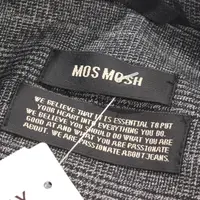 MOS MOSH
WE BELIEVE THAT IT IS ESSENTIAL TO PUT
YOUR HEART INTO EVERYTHING YOU DO.
WE BELIEVE YOU SHOULD DO WHAT YOU ARE
GOOD AT AND WHAT YOU ARE PASSIONATE
ABOUT. WE ARE PASSIONATE ABOUT JEANS.